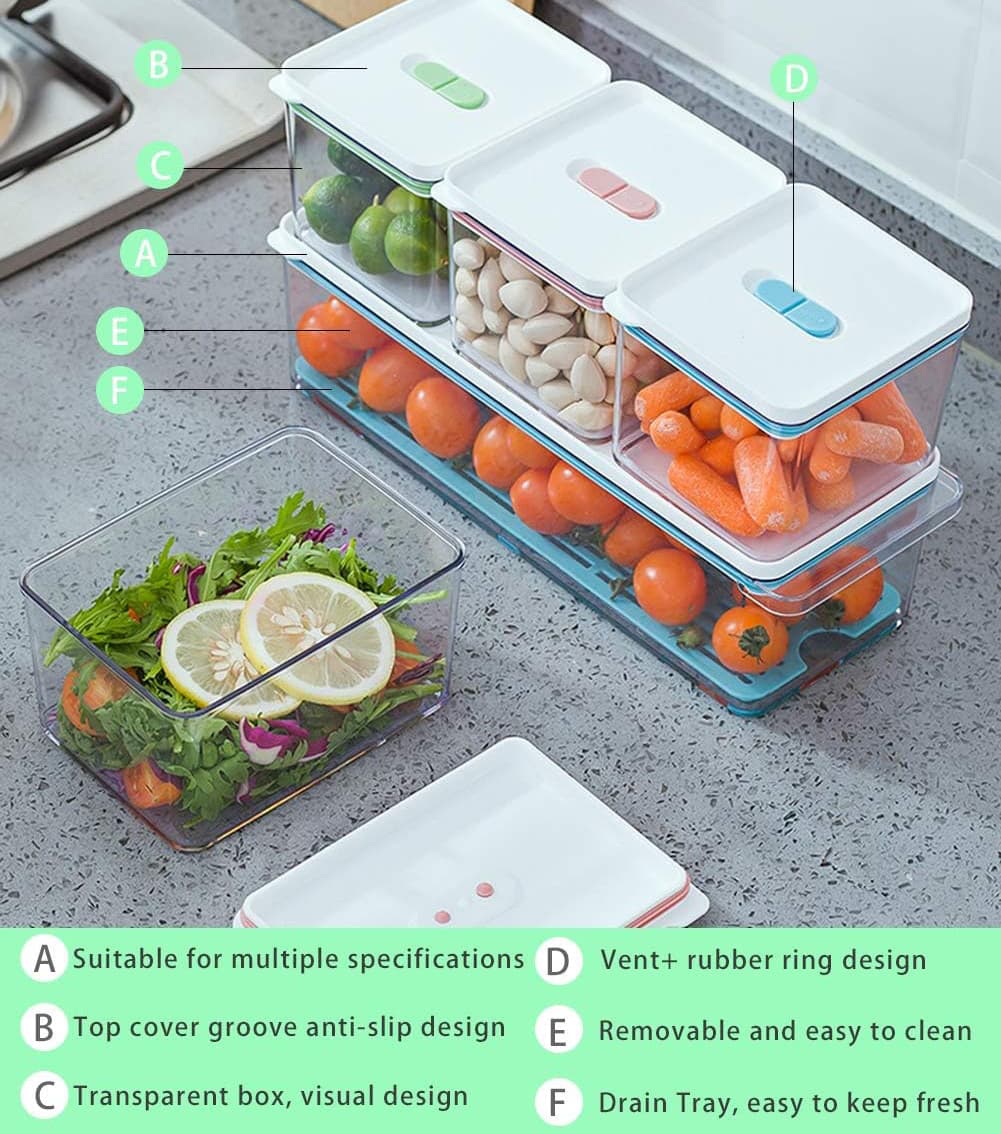 B
D
C
A
E
F
A Suitable for multiple specifications
D Vent+ rubber ring design
B Top cover groove anti-slip design
E Removable and easy to clean
C Transparent box, visual design
F Drain Tray, easy to keep fresh